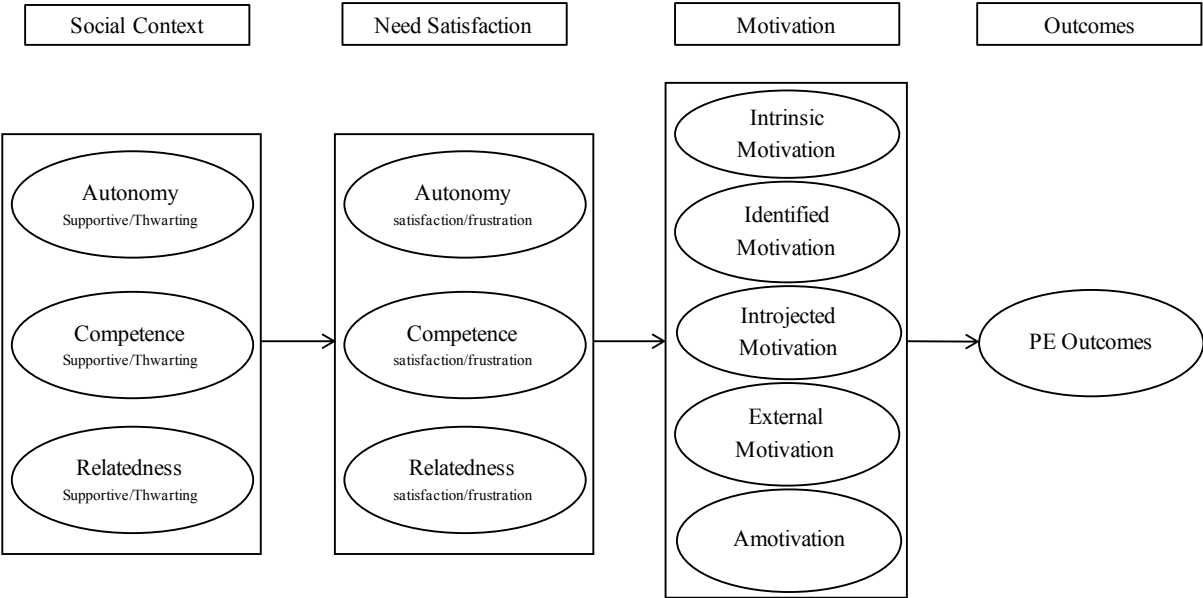 Social Context
Need Satisfaction
Motivation
Outcomes
Autonomy
Supportive/Thwarting
Competence
Supportive/Thwarting
Relatedness
Supportive/Thwarting
Autonomy
satisfaction/frustration
Competence
satisfaction/frustration
Relatedness
satisfaction/frustration
Intrinsic
Motivation
Identified
Motivation
Introjected
Motivation
External
Motivation
Amotivation
PE Outcomes